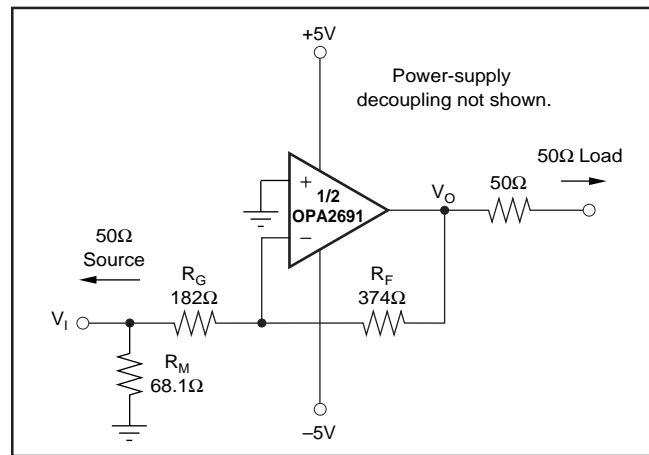 +5V
Power-supply
decoupling not shown.
50Ω Load
+
1/2
OPA2691
–
V_O
50Ω
50Ω
Source
R_G
182Ω
R_F
374Ω
V_I
R_M
68.1Ω
–5V